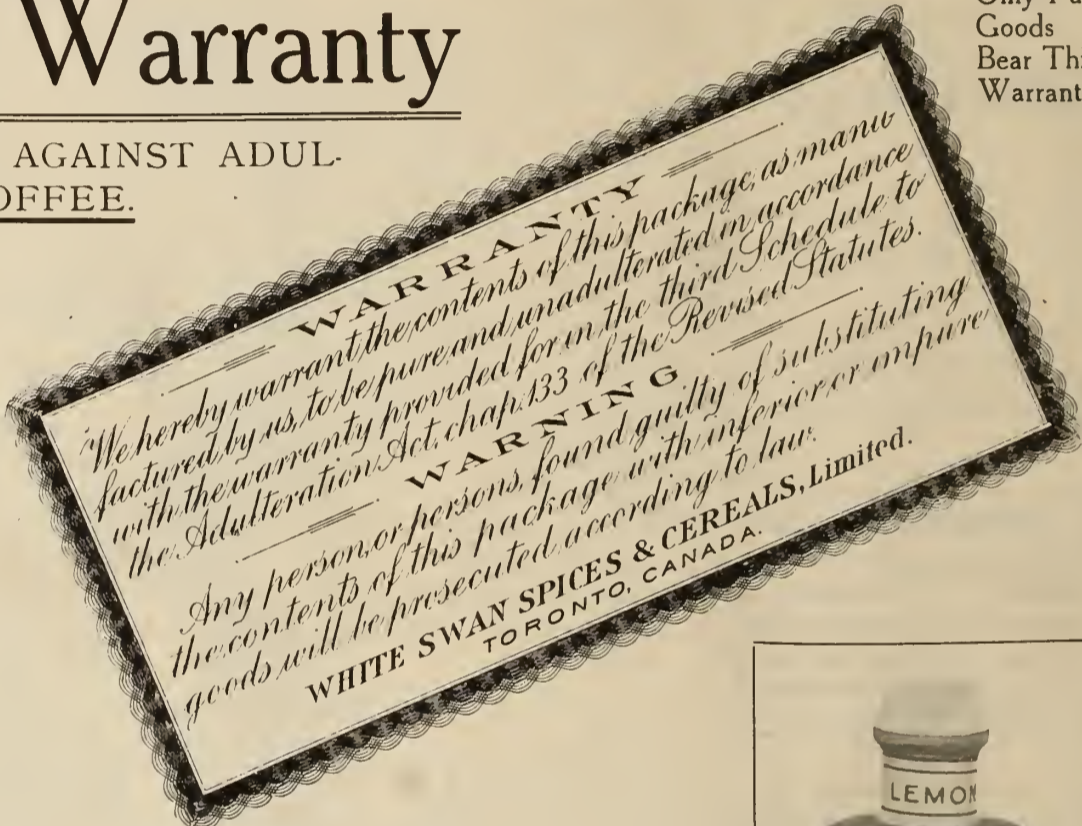 Warranty
AGAINST ADUL-
OFFEE.
Only
Goods
Bear
Warrant
WARRANTY
"We hereby warrant the contents of this package, as manu-
factured by us, to be pure and unadulterated in accordance
with the warranty provided for in the third Schedule to
the Adulteration Act, chap. 133 of the Revised Statutes.
WARNING
Any person or persons, found guilty of substituting
the contents of this package with inferior or impure
goods will be prosecuted according to law.
WHITE SWAN SPICES & CEREALS, Limited.
TORONTO, CANADA.
LEMON